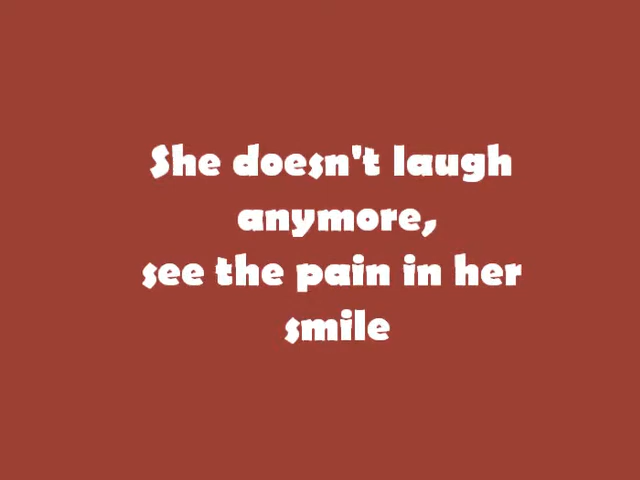 She doesn't laugh
anymore,
see the pain in her
smile